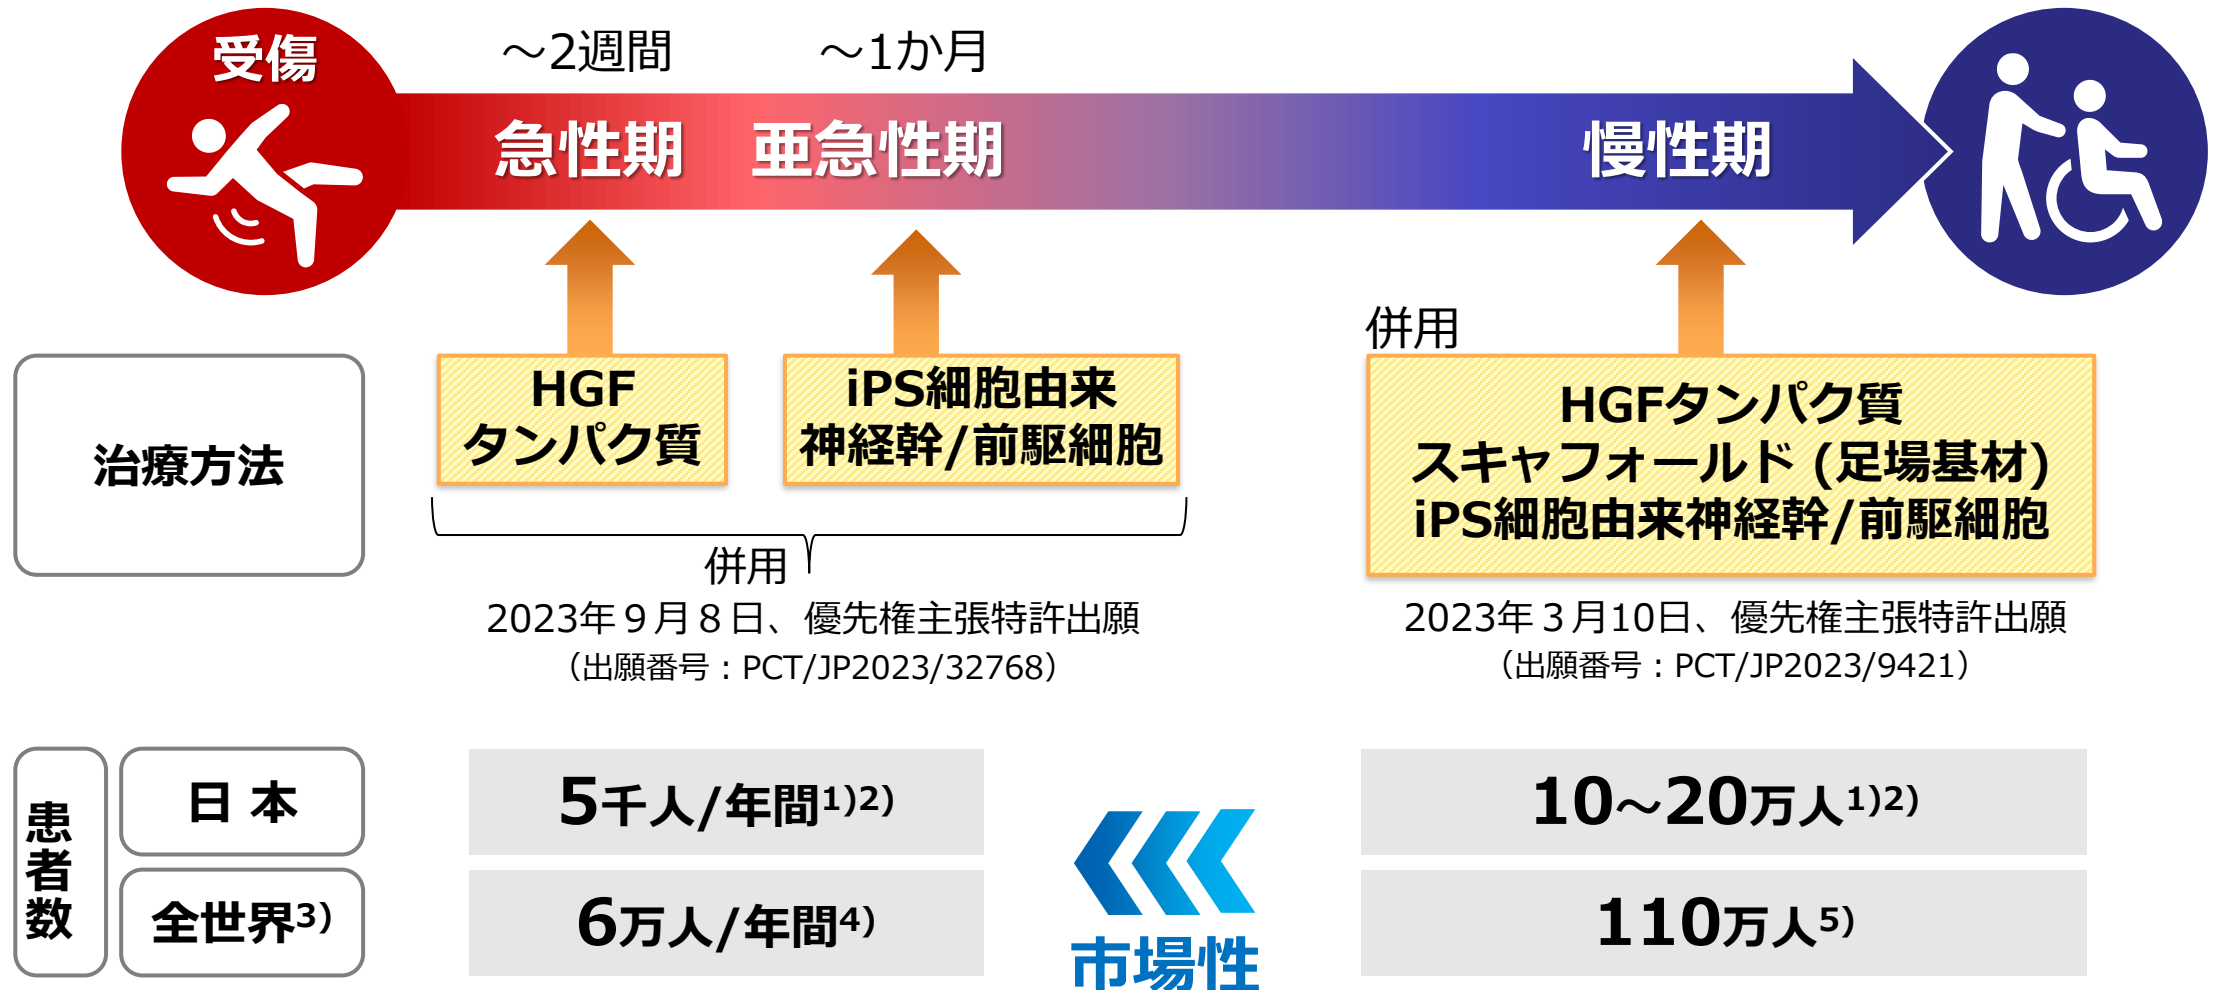 受傷
～2週間
～1か月
急性期
亜急性期
慢性期
併用
治療方法
HGF
タンパク質
iPS細胞由来
神経幹/前駆細胞
HGFタンパク質
スキャフォールド (足場基材)
iPS細胞由来神経幹/前駆細胞
併用
2023年９月８日、優先権主張特許出願
（出願番号：PCT/JP2023/32768）
2023年３月10日、優先権主張特許出願
（出願番号：PCT/JP2023/9421）
患者数
日 本
5千人/年間1)2)
10～20万人1)2)
全世界3)
6万人/年間4)
110万人5)
市場性